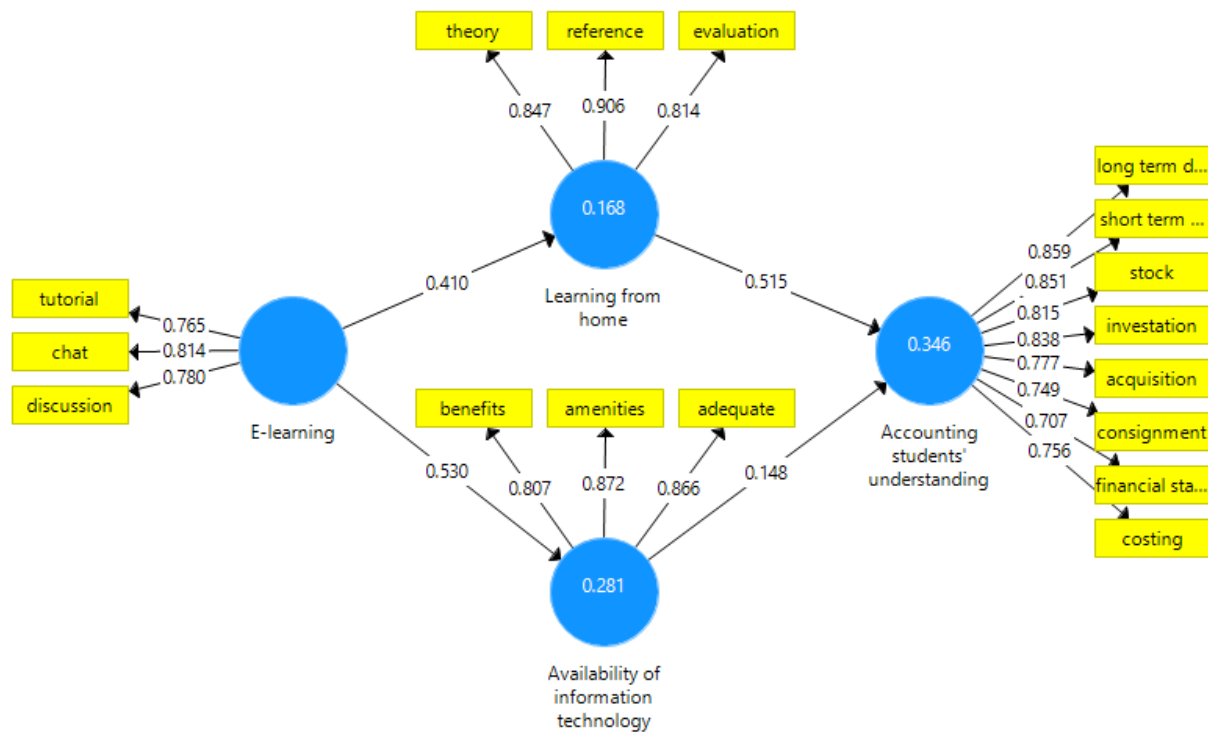 theory
reference
evaluation
0.847
0.906
0.814
0.168
Learning from
home
0.410
0.515
tutorial
chat
discussion
0.765
0.814
0.780
E-learning
0.530
benefits
amenities
adequate
0.807
0.872
0.866
0.148
0.281
Availability of
information
technology
0.346
Accounting
students'
understanding
long term d...
short term ...
stock
investation
acquisition
consignment
financial sta...
costing
0.859
0.851
0.815
0.838
0.777
0.749
0.707
0.756